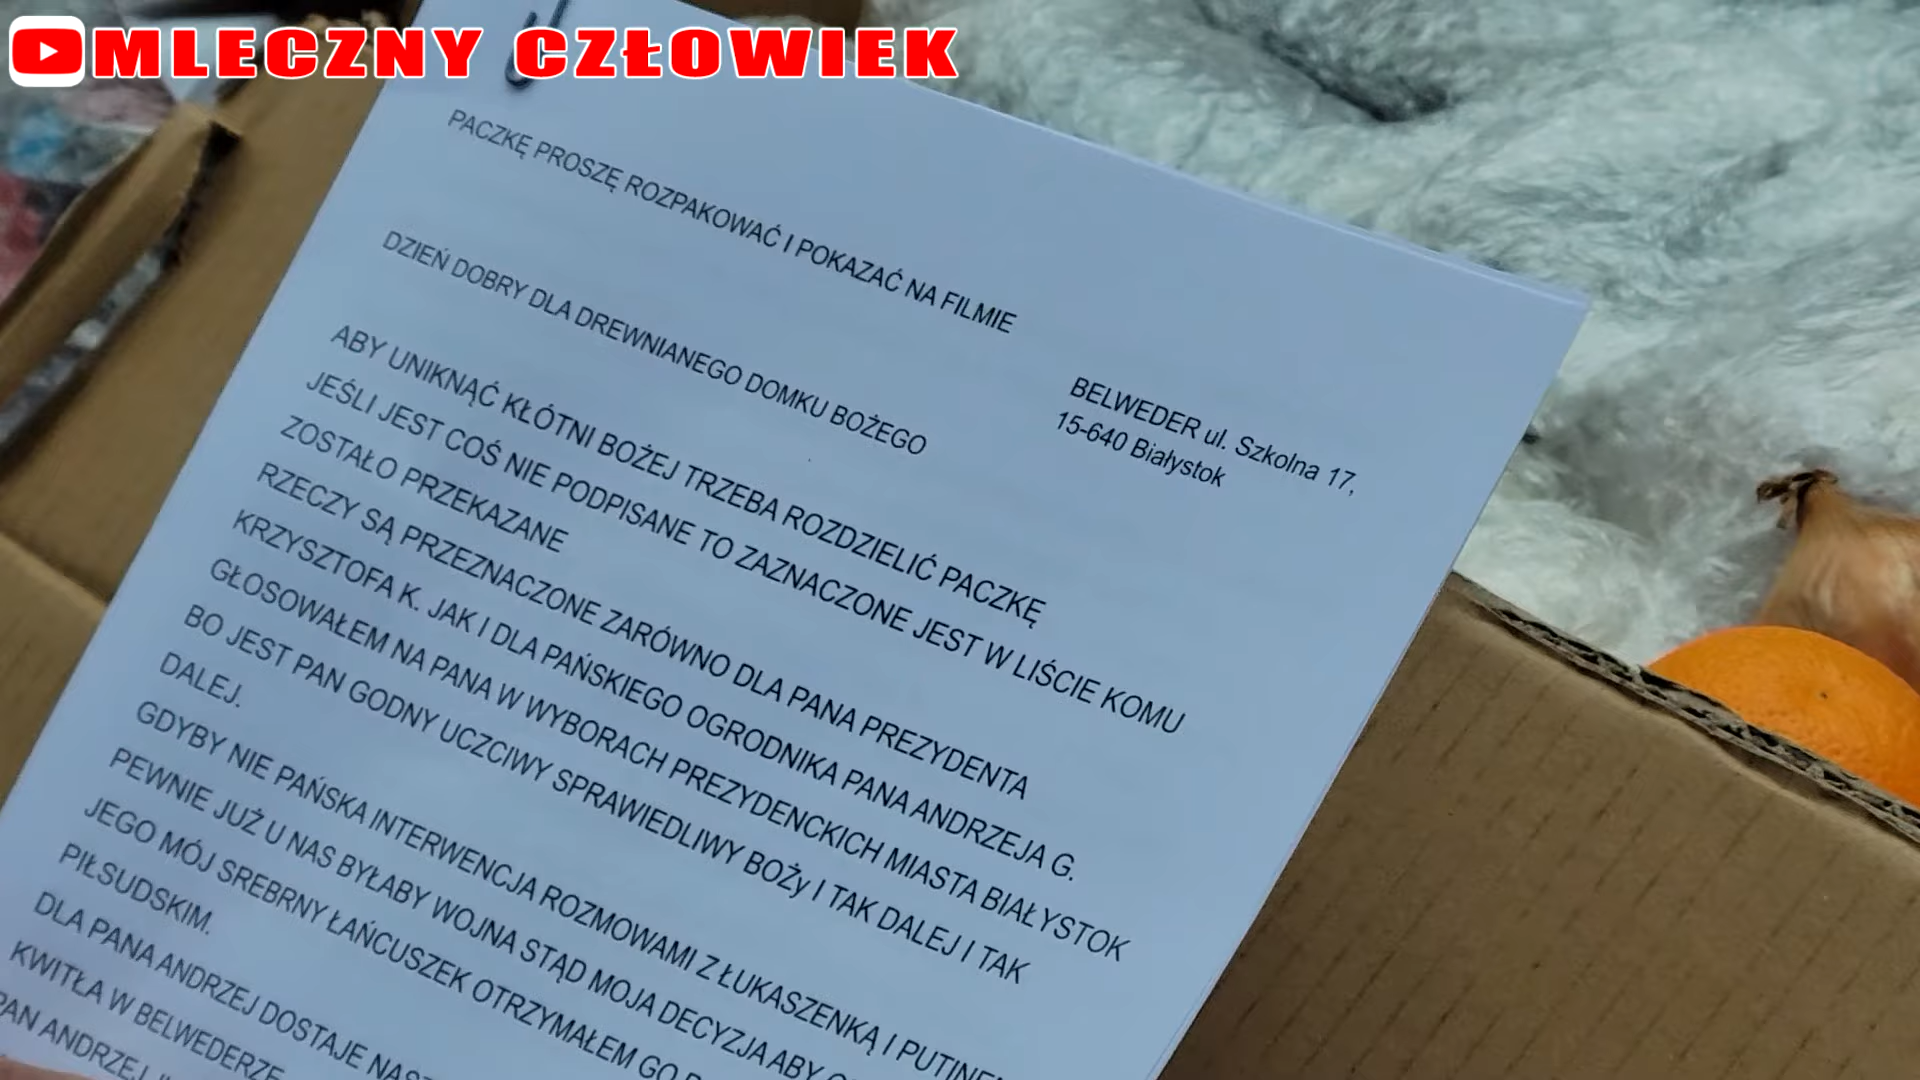 MLECZNY CZŁOWIEK
PACZKĘ PROSZĘ ROZPAKOWAĆ I POKAZAĆ NA FILMIE
DZIEŃ DOBRY DLA DREWNIANEGO DOMKU BOŻEGO
BELWEDER ul. Szkolna 17,
15-640 Białystok
ABY UNIKNĄĆ KŁÓTNI BOŻEJ TRZEBA ROZDZIELIĆ PACZKĘ
JEŚLI JEST COŚ NIE PODPISANE TO ZAZNACZONE JEST W LIŚCIE KOMU
ZOSTAŁO PRZEKAZANE
RZECZY SĄ PRZEZNACZONE ZARÓWNO DLA PANA PREZYDENTA
KRZYSZTOFA K. JAK I DLA PAŃSKIEGO OGRODNIKA PANA ANDRZEJA G.
GŁOSOWAŁEM NA PANA W WYBORACH PREZYDENCKICH MIASTA BIAŁYSTOK
BO JEST PAN GODNY UCZCIWY SPRAWIEDLIWY BOŻy I TAK DALEJ I TAK
DALEJ.
GDYBY NIE PAŃSKA INTERWENCJA ROZMOWAMI Z ŁUKASZENKĄ I
PEWNIE JUŻ U NAS BYŁABY WOJNA STĄD MOJA DECYZJA ABY
JEGO MÓJ SREBRNY ŁAŃCUSZEK OTRZYMAŁEM GO
PIŁSUDSKIM.
DLA PANA ANDRZEJ DOSTAJE
KWITŁA W BELWEDERZE
PAN ANDRZEJ